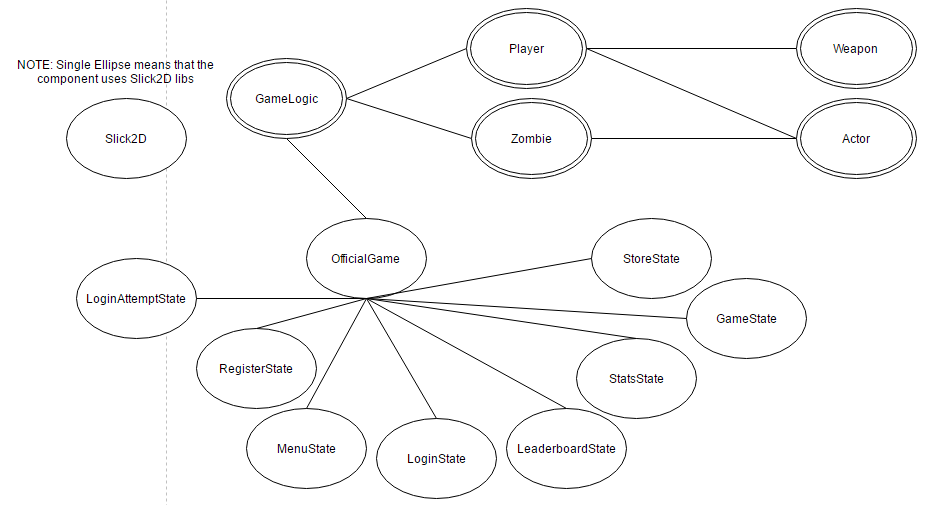 NOTE: Single Ellipse means that the
component uses Slick2D libs
Slick2D
GameLogic
Player
Weapon
Zombie
Actor
OfficialGame
StoreState
LoginAttemptState
GameState
RegisterState
StatsState
MenuState
LoginState
LeaderboardState